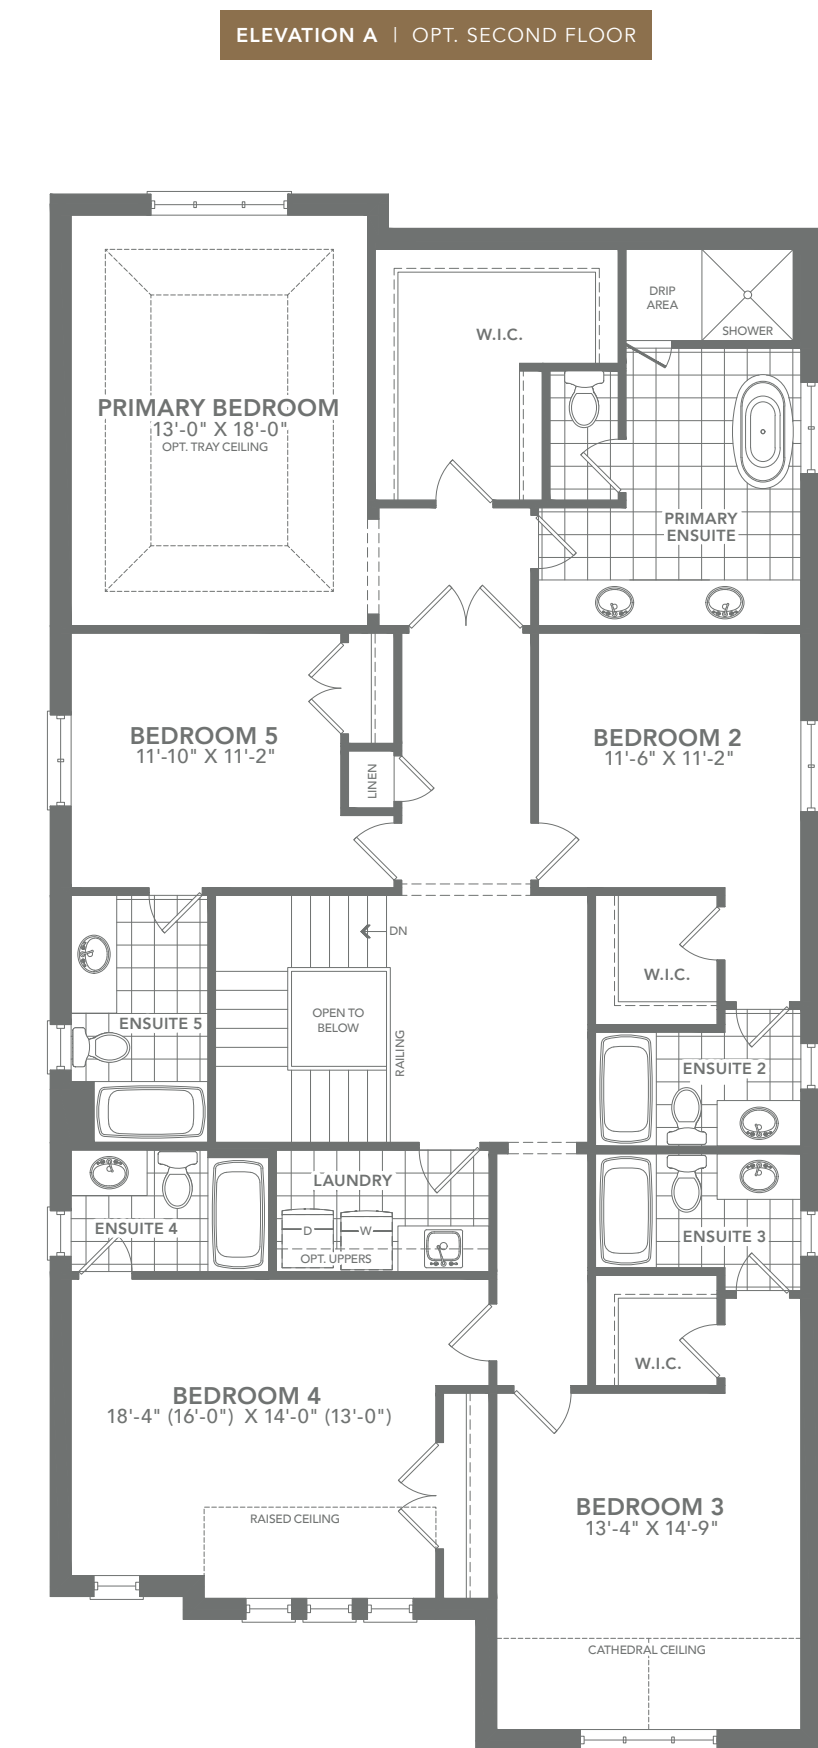 ELEVATION A | OPT. SECOND FLOOR
DRIP
AREA
SHOWER
W.I.C.
PRIMARY BEDROOM
13'-0" X 18'-0"
OPT. TRAY CEILING
PRIMARY
ENSUITE
BEDROOM 5
11'-10" X 11'-2"
BEDROOM 2
11'-6" X 11'-2"
LINEN
DN
W.I.C.
OPEN TO
BELOW
ENSUITE 5
RAILING
ENSUITE 2
LAUNDRY
ENSUITE 4
D
W
ENSUITE 3
OPT. UPPERS
W.I.C.
BEDROOM 4
18'-4" (16'-0") X 14'-0" (13'-0")
BEDROOM 3
13'-4" X 14'-9"
RAISED CEILING
CATHEDRAL CEILING